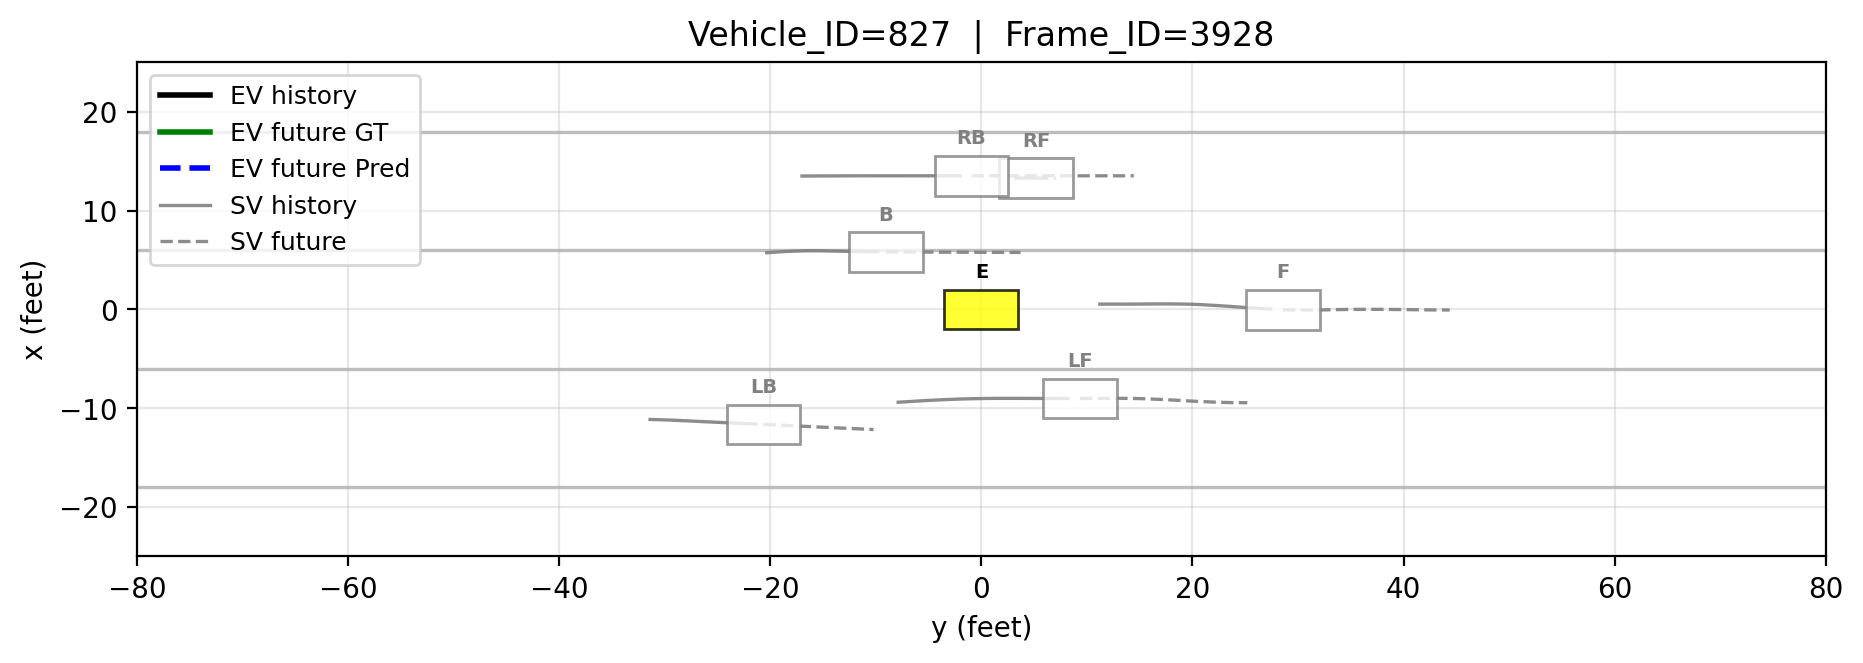 Vehicle_ID=827 | Frame_ID=3928
EV history
EV future GT
EV future Pred
SV history
SV future
RB
RF
B
E
F
LF
LB
20
10
0
−10
−20
x (feet)
−80
−60
−40
−20
0
20
40
60
80
y (feet)